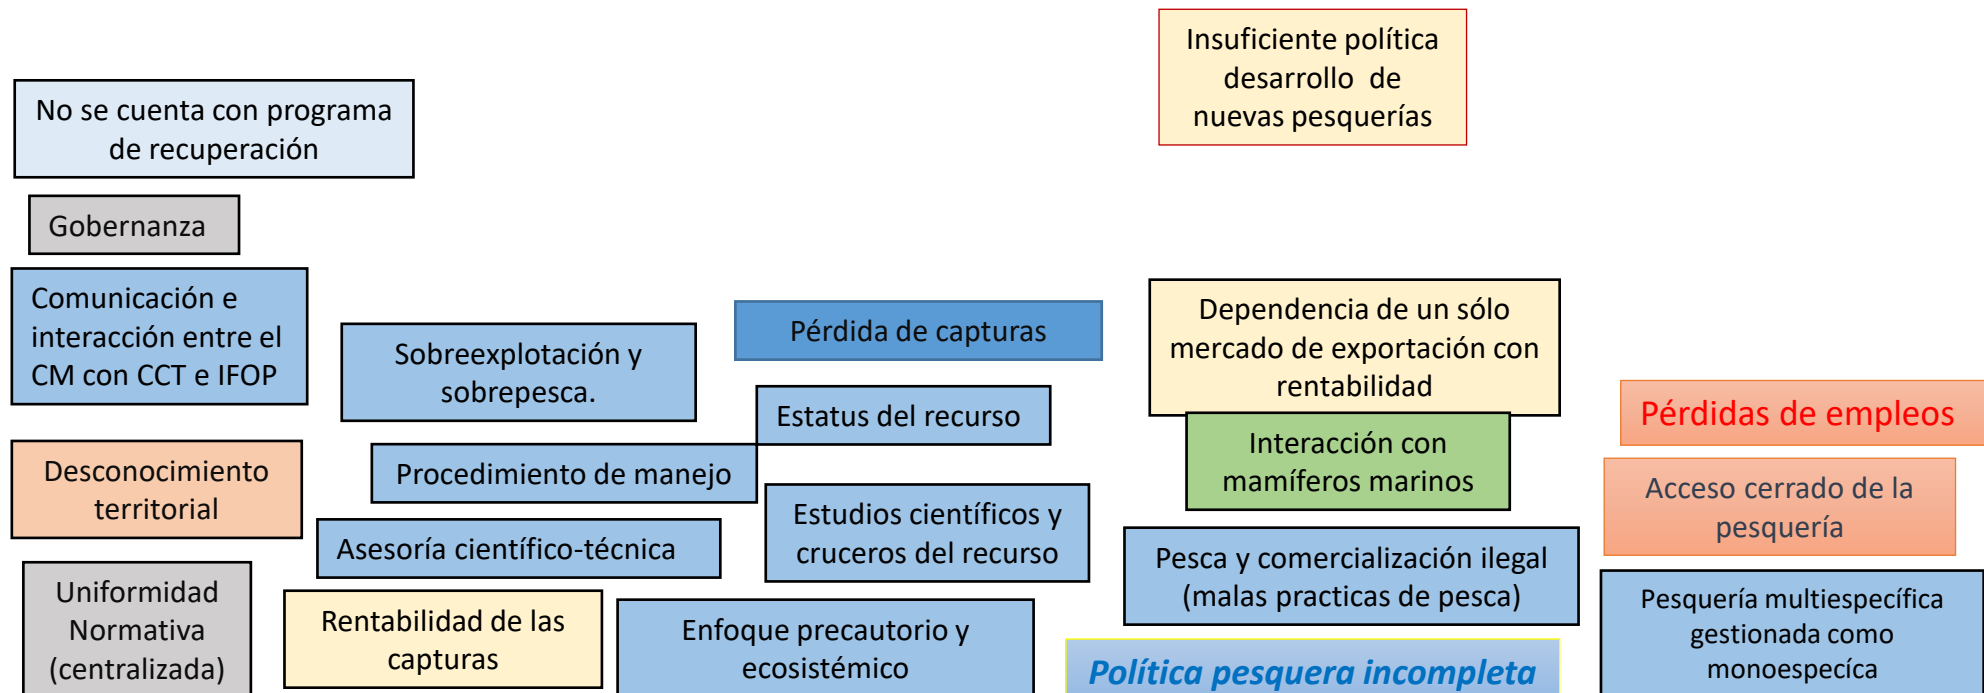 Insuficiente política
desarrollo de
nuevas pesquerías
No se cuenta con programa
de recuperación
Gobernanza
Comunicación e
interacción entre el
CM con CCT e IFOP
Sobreexplotación y
sobrepesca.
Pérdida de capturas
Dependencia de un sólo
mercado de exportación con
rentabilidad
Estatus del recurso
Pérdidas de empleos
Interacción con
mamíferos marinos
Desconocimiento
territorial
Procedimiento de manejo
Acceso cerrado de la
pesquería
Estudios científicos y
cruceros del recurso
Asesoría científico-técnica
Pesca y comercialización ilegal
(malas practicas de pesca)
Uniformidad
Normativa
(centralizada)
Rentabilidad de las
capturas
Enfoque precautorio y
ecosistémico
Política pesquera incompleta
Pesquería multiespecífica
gestionada como
monoespecíca